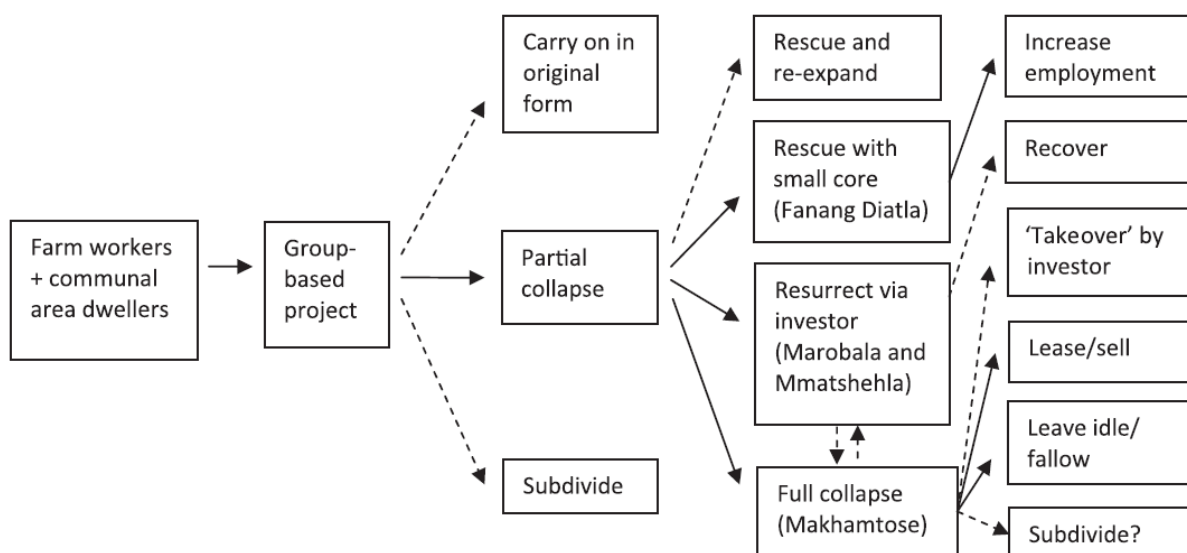 Farm workers
+ communal
area dwellers
Group-
based
project
Carry on in
original
form
Partial
collapse
Subdivide
Rescue and
re-expand
Rescue with
small core
(Fanang Diatla)
Resurrect via
investor
(Marobala and
Mmatshehla)
Full collapse
(Makhamtose)
Increase
employment
Recover
‘Takeover’ by
investor
Lease/sell
Leave idle/
fallow
Subdivide?